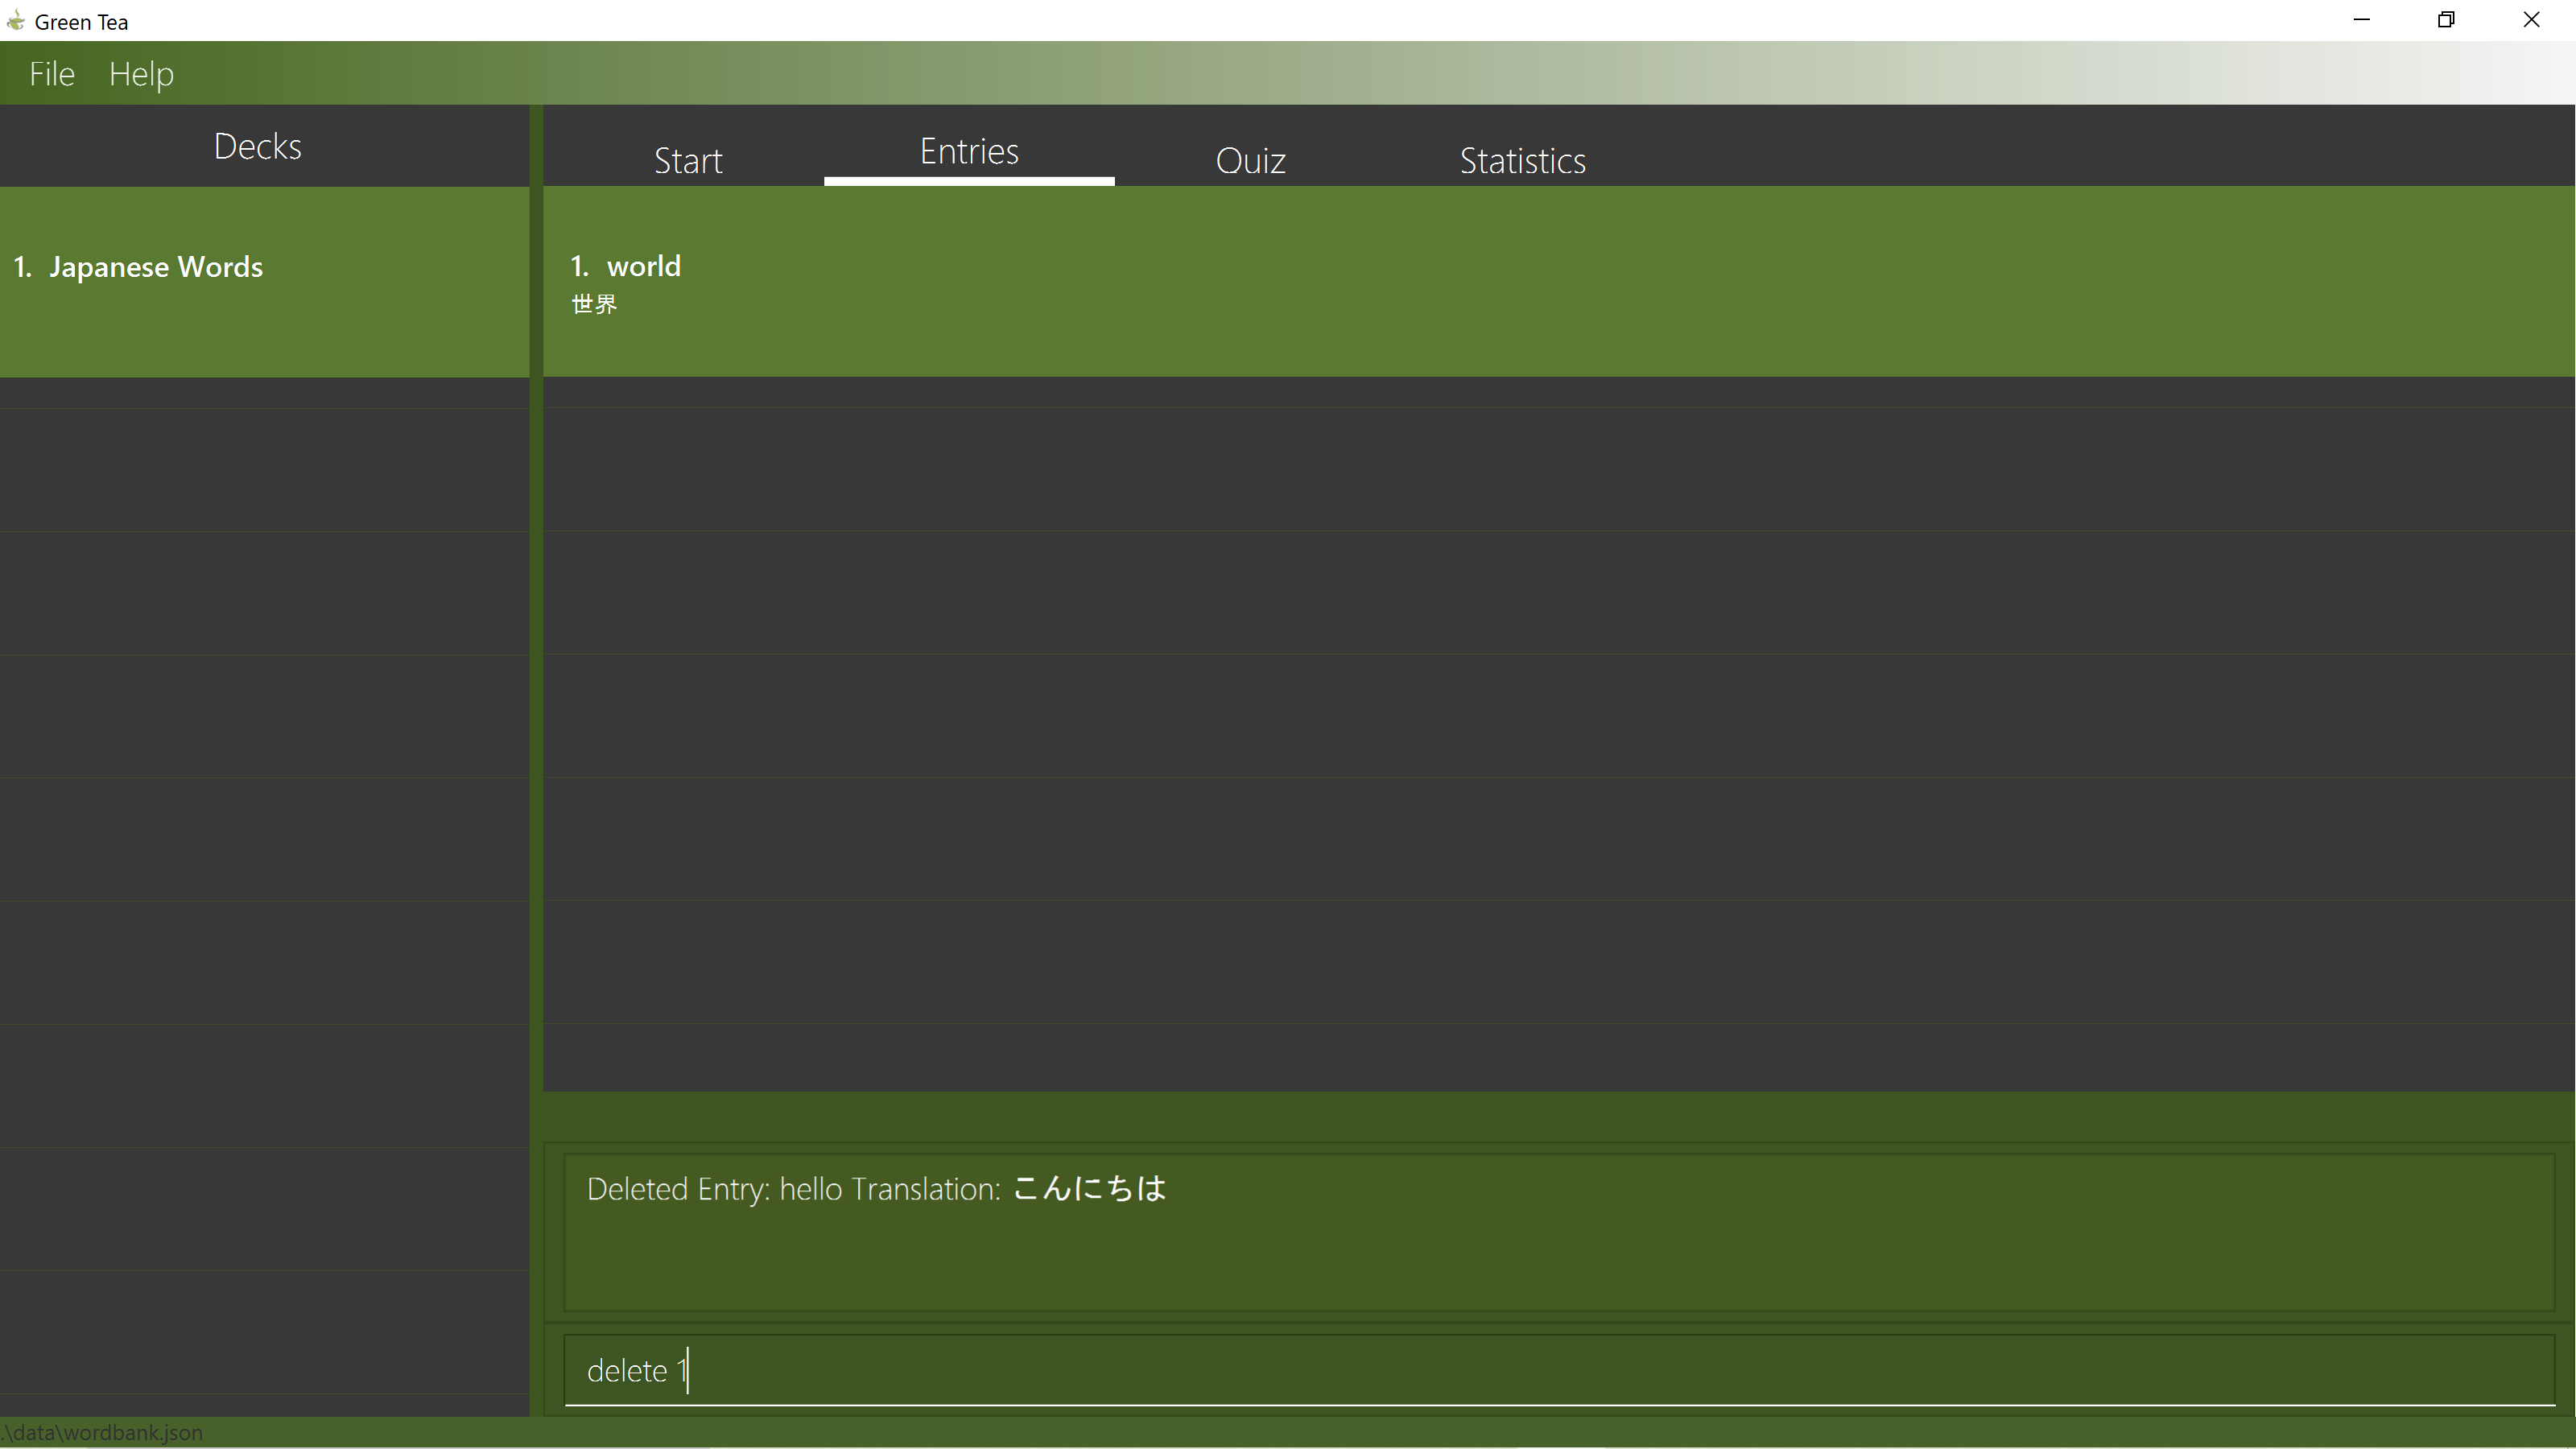 Green Tea
File Help
Decks
Start Entries Quiz Statistics
1. Japanese Words
1. world
世界
Deleted Entry: hello Translation: こんにちは
delete 1
.\data\wordbank.json